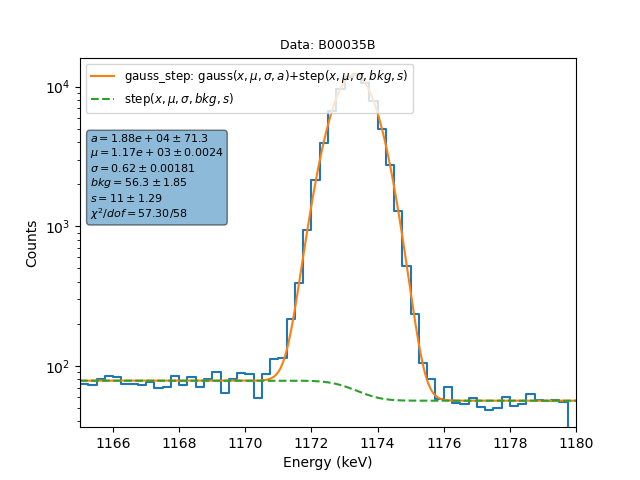 Data: B00035B
gauss_step: gauss(x, μ, σ, a)+step(x, μ, σ, bkg, s)
step(x, μ, σ, bkg, s)
a = 1.88e + 04 ± 71.3
μ = 1.17e + 03 ± 0.0024
σ = 0.62 ± 0.00181
bkg = 56.3 ± 1.85
s = 11 ± 1.29
χ²/dof = 57.30/58
10⁴
10³
10²
Counts
1166 1168 1170 1172 1174 1176 1178 1180
Energy (keV)